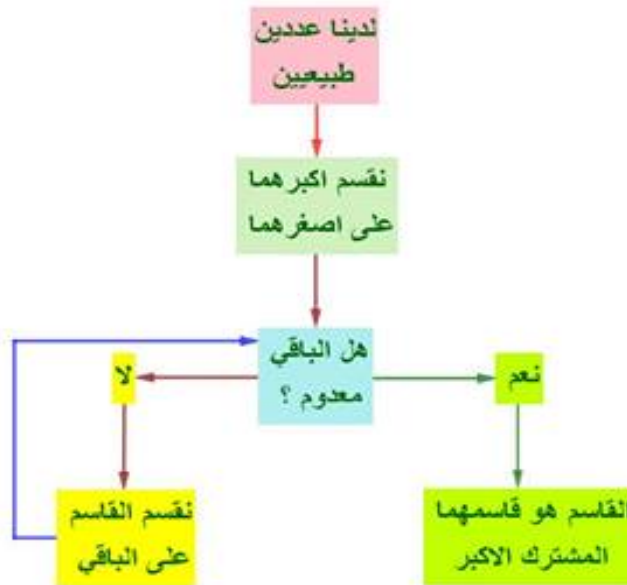 لدينا عددين
طبيعيين
نقسم اكبرهما
على اصغرهما
هل الباقي
معدوم ؟
نعم
لا
القاسم هو قاسمهما
المشترك الاكبر
نقسم القاسم
على الباقي